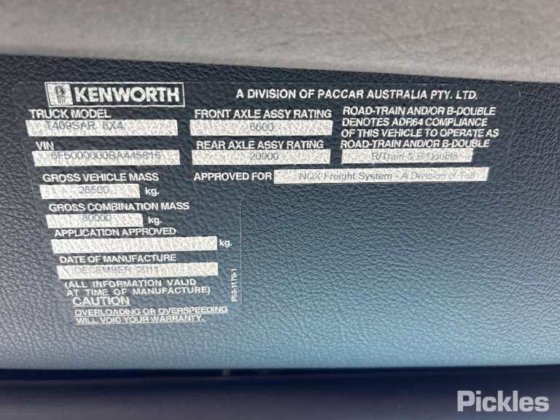 KENWORTH
A DIVISION OF PACCAR AUSTRALIA PTY. LTD.
TRUCK MODEL
T409SAR 6X4
VIN
6F5000000BA445815
GROSS VEHICLE MASS
26500 kg.
GROSS COMBINATION MASS
90000 kg.
APPLICATION APPROVED
kg.
DATE OF MANUFACTURE
DECEMBER 2011
(ALL INFORMATION VALID
AT TIME OF MANUFACTURE)
CAUTION
OVERLOADING OR OVERSPEEDING
WILL VOID WARRANTY.
FRONT AXLE ASSY RATING
6600
REAR AXLE ASSY RATING
20900
APPROVED FOR
NQX Freight System - A Division of Toll
ROAD-TRAIN AND/OR B-DOUBLE
DENOTES ADR64 COMPLIANCE
OF THIS VEHICLE TO OPERATE AS
ROAD-TRAIN AND/OR B-DOUBLE
R/Train & B/Double
Pickles